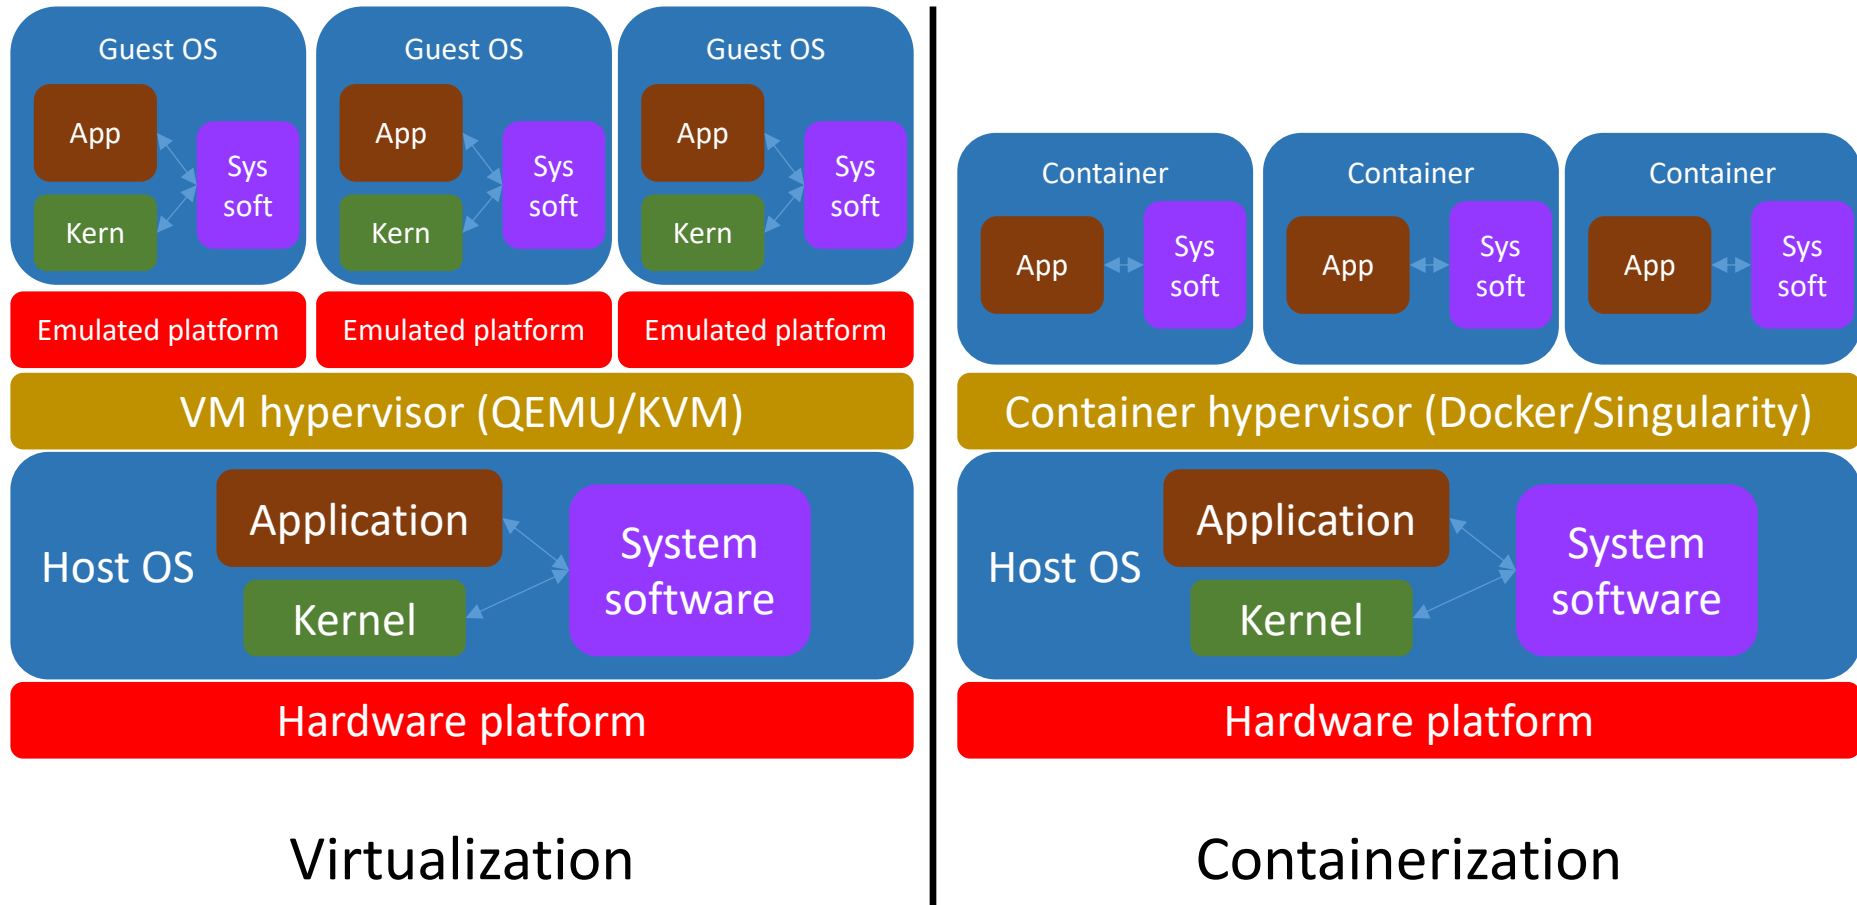 Guest OS
App
Sys
soft
Kern
Guest OS
App
Sys
soft
Kern
Guest OS
App
Sys
soft
Kern
Emulated platform
Emulated platform
Emulated platform
VM hypervisor (QEMU/KVM)
Host OS
Application
Kernel
System
software
Hardware platform
Virtualization
Container
App
Sys
soft
Container
App
Sys
soft
Container
App
Sys
soft
Container hypervisor (Docker/Singularity)
Host OS
Application
Kernel
System
software
Hardware platform
Containerization